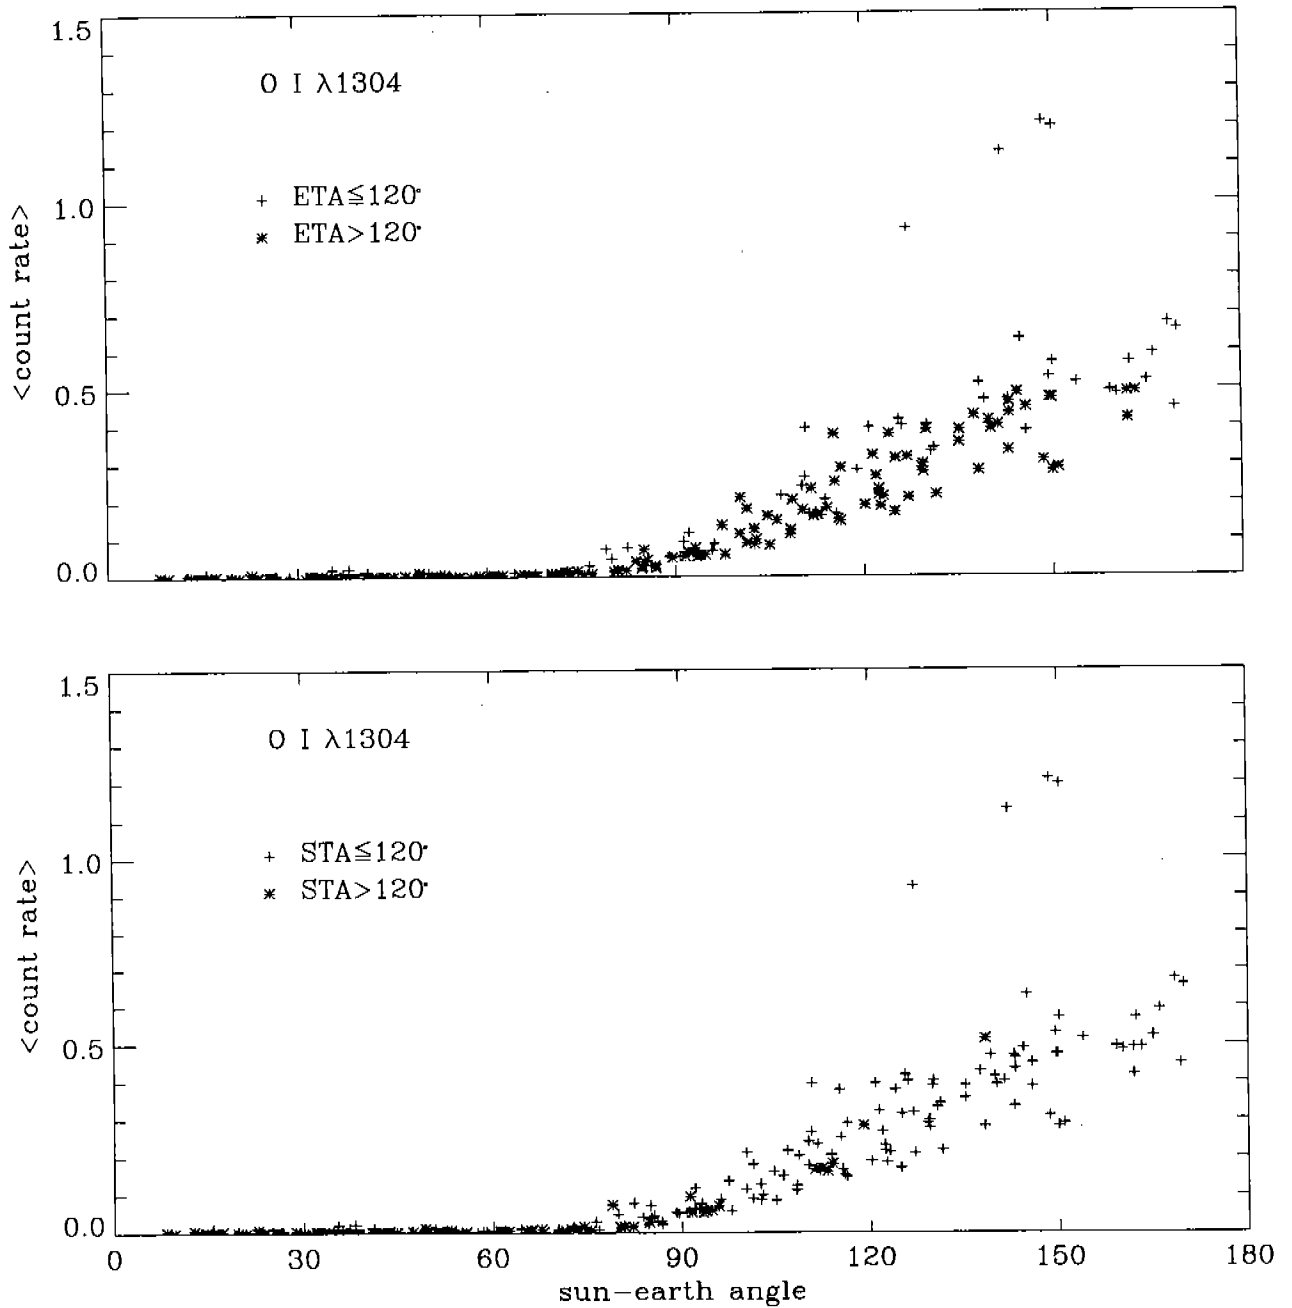 1.5
O I λ1304
+ ETA≦120°
1.0
∗ ETA>120°
<count rate>
0.5
0.0
1.5
O I λ1304
+ STA≦120°
1.0
∗ STA>120°
<count rate>
0.5
0.0
0 30 60 90 120 150 180
sun-earth angle